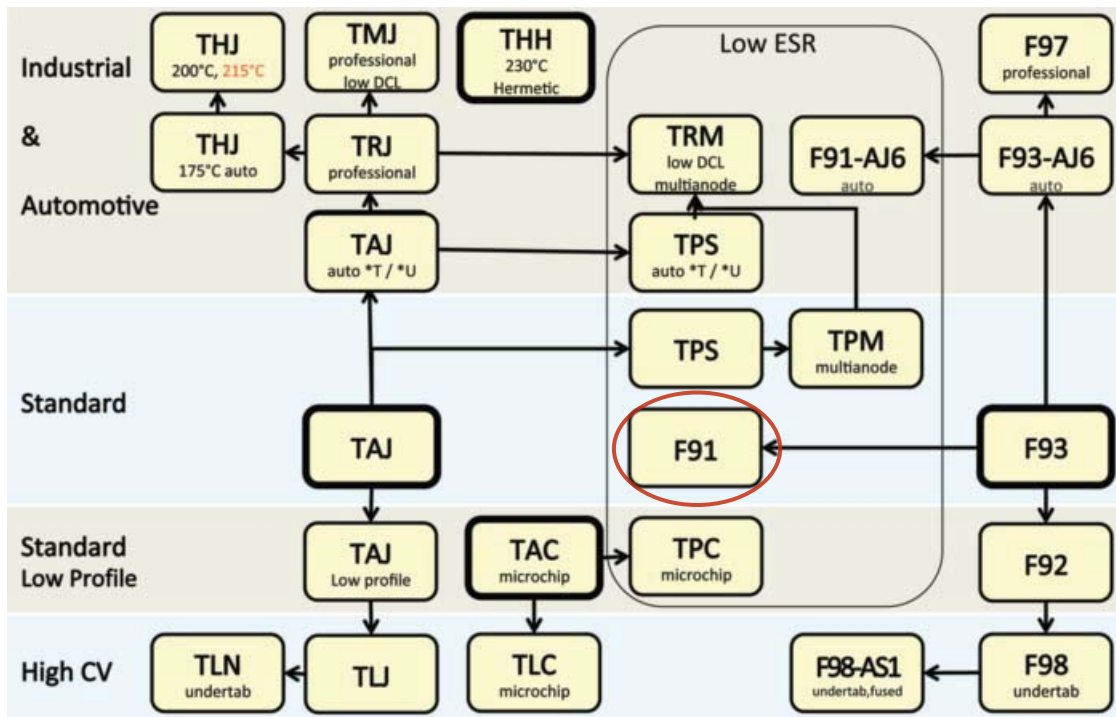 Industrial
&
Automotive
THJ
200°C, 215°C
TMJ
professional
low DCL
THH
230°C
Hermetic
Low ESR
F97
professional
THJ
175°C auto
TRJ
professional
TRM
low DCL
multianode
F91-AJ6
auto
F93-AJ6
auto
TAJ
auto *T / *U
TPS
auto *T / *U
Standard
TPS
TPM
multianode
TAJ
F91
F93
Standard
Low Profile
TAJ
Low profile
TAC
microchip
TPC
microchip
F92
High CV
TLN
undertab
TLJ
TLC
microchip
F98-AS1
undertab,fused
F98
undertab